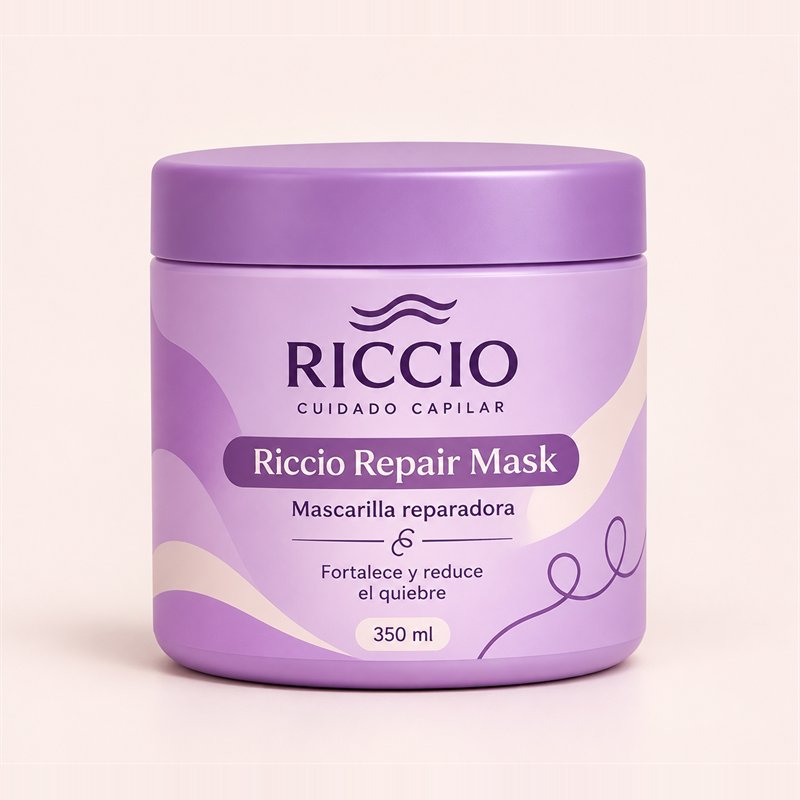 RICCIO
CUIDADO CAPILAR
Riccio Repair Mask
Mascarilla reparadora
Fortalece y reduce
el quiebre
350 ml